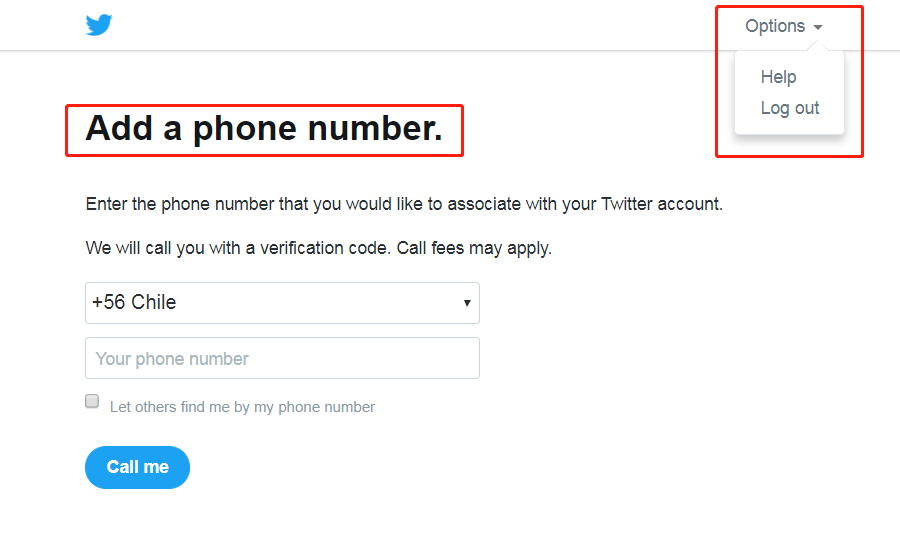 Options
Help
Log out
Add a phone number.
Enter the phone number that you would like to associate with your Twitter account.
We will call you with a verification code. Call fees may apply.
+56 Chile
Your phone number
Let others find me by my phone number
Call me